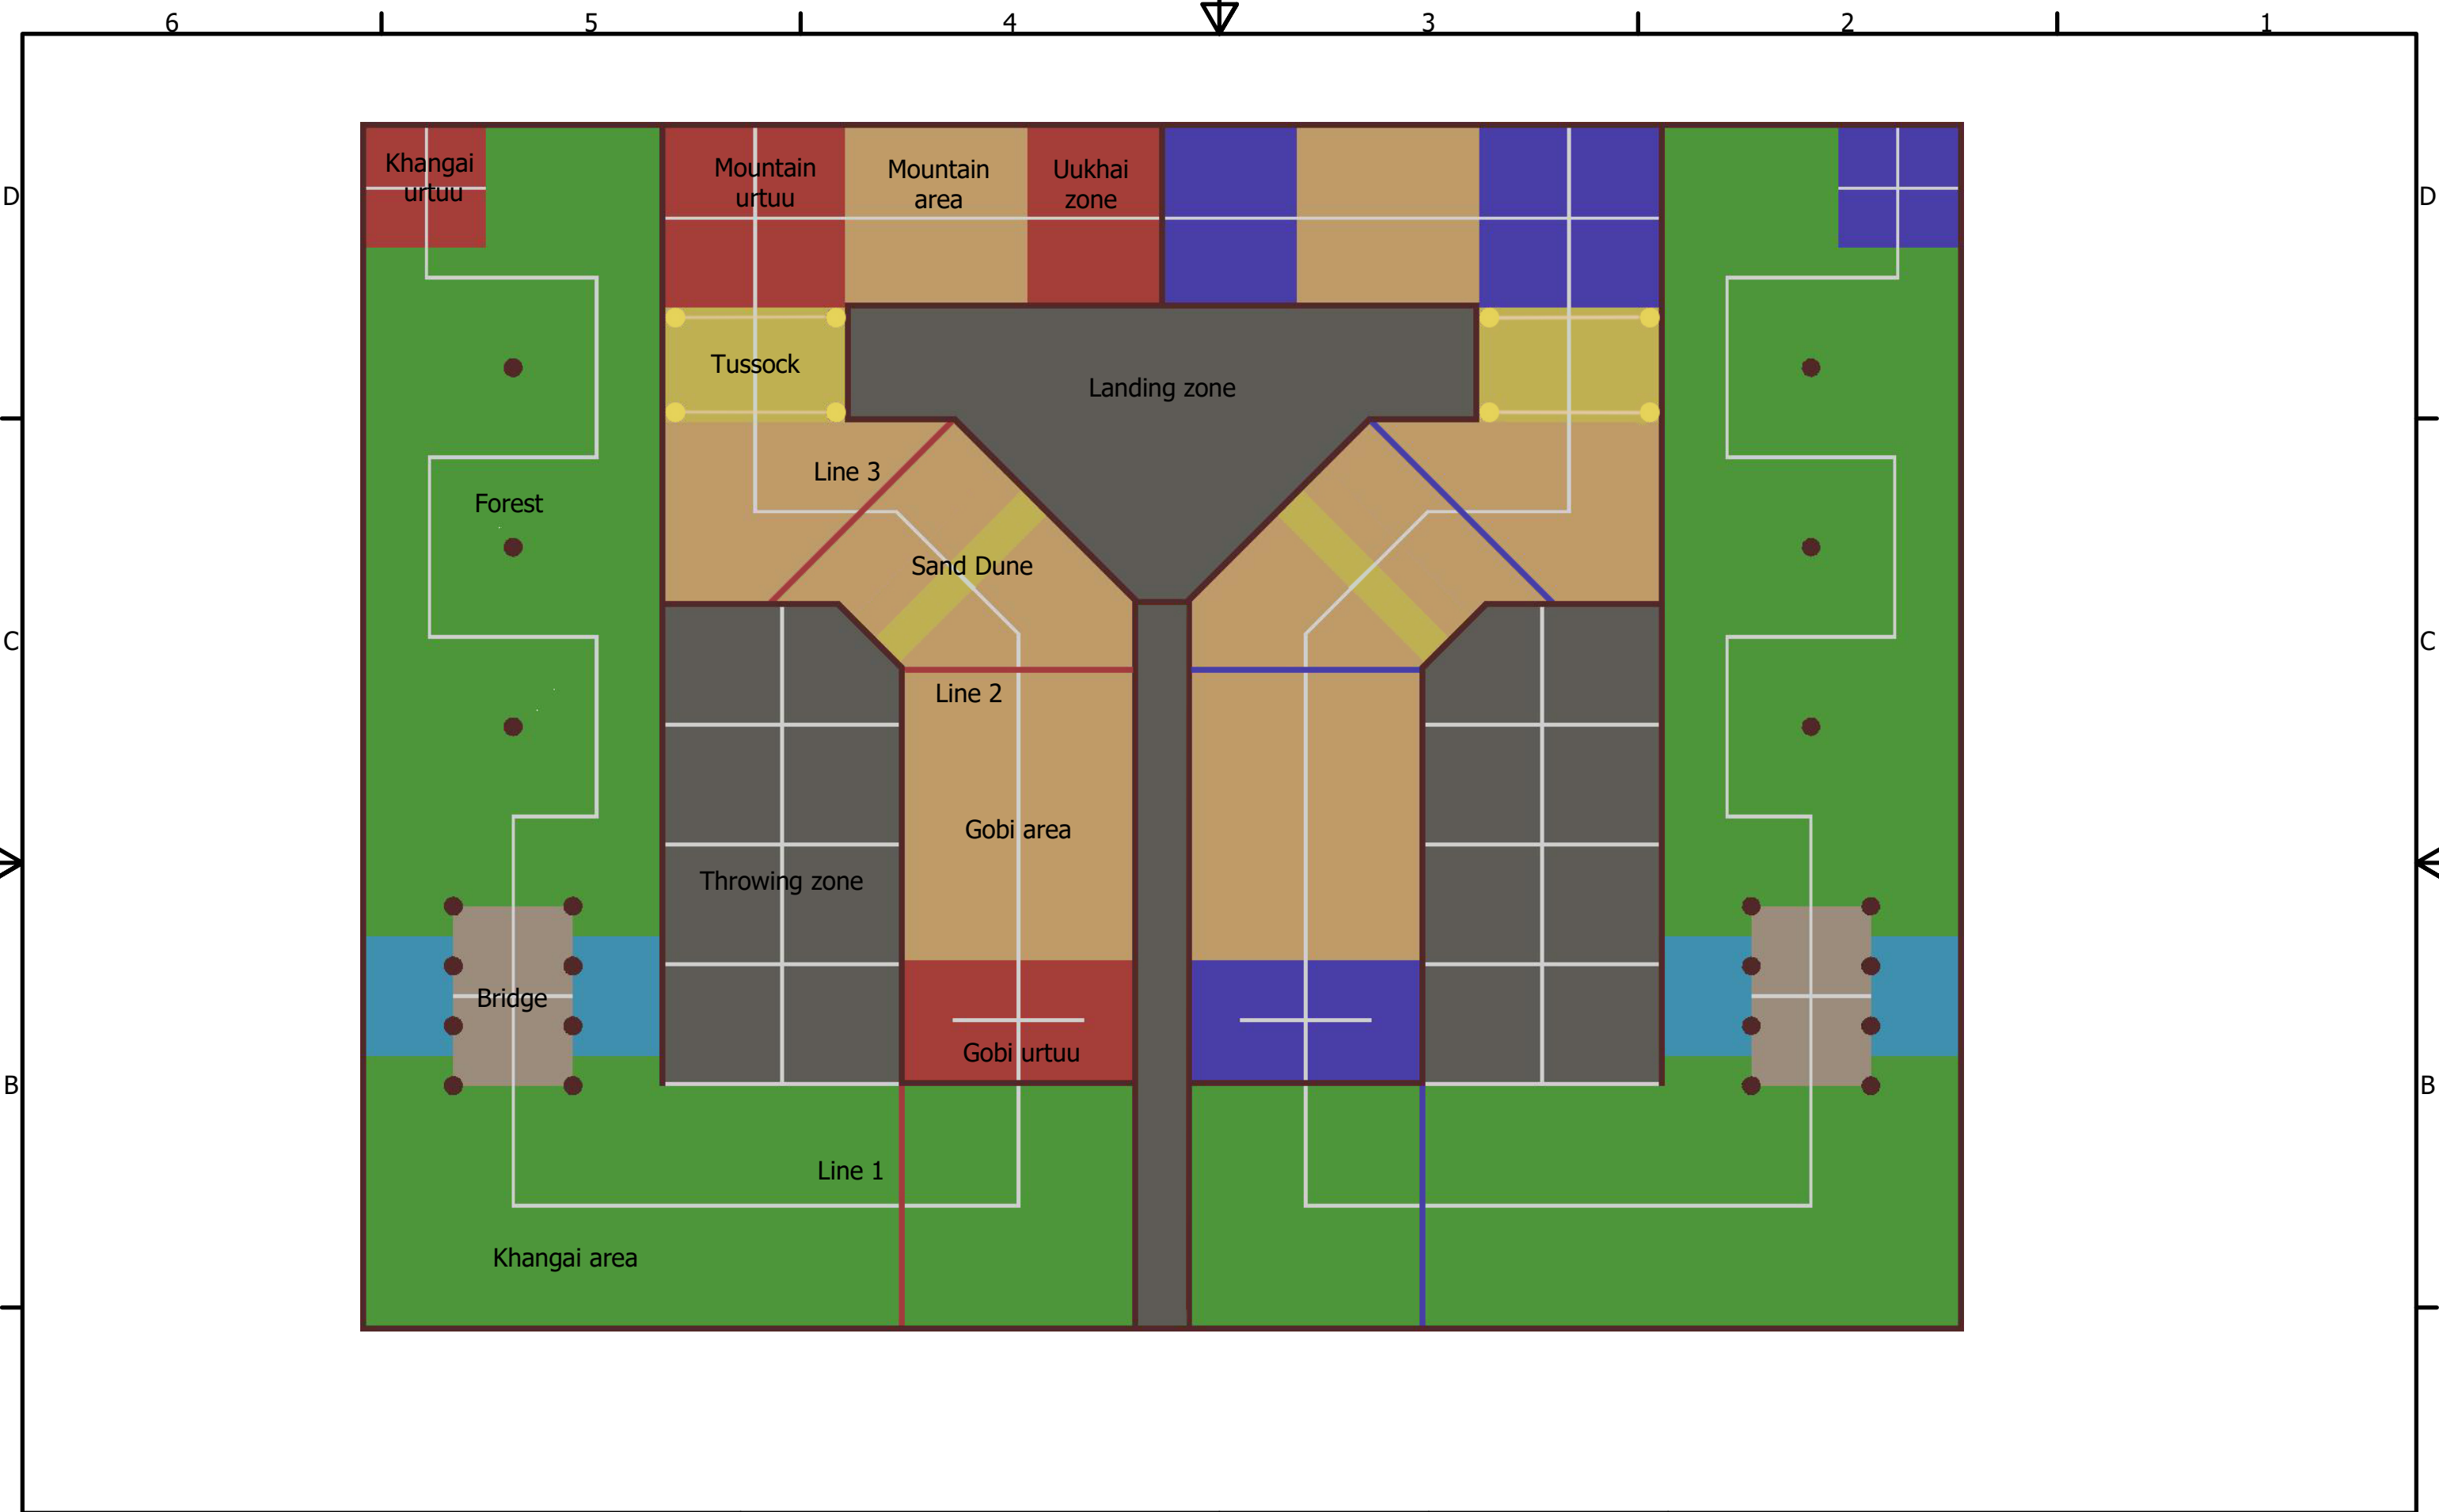 6 5 4 3 2 1
Khangai
urtuu
Mountain
urtuu
Mountain
area
Uukhai
zone
D D
Tussock
Landing zone
Line 3
Forest
Sand Dune
C C
Line 2
Gobi area
Throwing zone
Bridge
Gobi urtuu
B B
Line 1
Khangai area